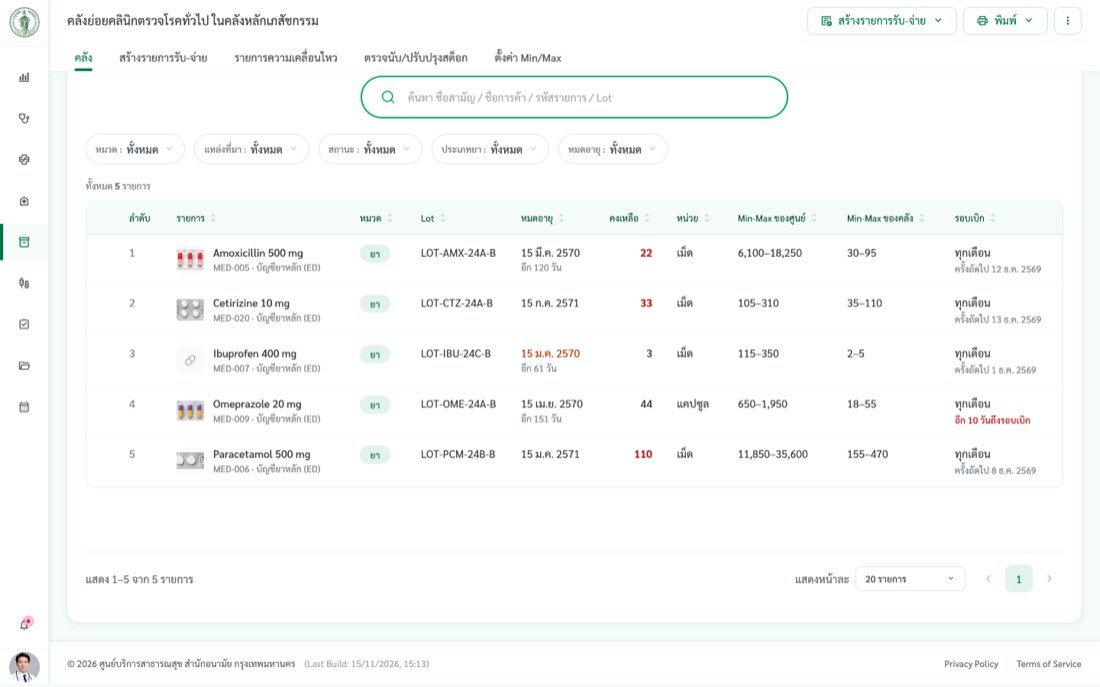 คลังย่อยคลินิกตรวจโรคทั่วไป ในคลังหลักเภสัชกรรม
สร้างรายการรับ-จ่าย
พิมพ์
คลัง สร้างรายการรับ-จ่าย รายการความเคลื่อนไหว ตรวจนับ/ปรับปรุงสต็อก ตั้งค่า Min/Max
ค้นหา ชื่อสามัญ / ชื่อการค้า / รหัสรายการ / Lot
หมวด : ทั้งหมด แหล่งที่มา : ทั้งหมด สถานะ : ทั้งหมด ประเภทยา : ทั้งหมด หมดอายุ : ทั้งหมด
ทั้งหมด 5 รายการ
ลำดับ รายการ หมวด Lot หมดอายุ คงเหลือ หน่วย Min-Max ของศูนย์ Min-Max ของคลัง รอบเบิก
1 Amoxicillin 500 mg ยา LOT-AMX-24A-B 15 มี.ค. 2570 22 เม็ด 6,100–18,250 30–95 ทุกเดือน
MED-005 · บัญชียาหลัก (ED) อีก 120 วัน ครั้งถัดไป 12 ธ.ค. 2569
2 Cetirizine 10 mg ยา LOT-CTZ-24A-B 15 ก.ค. 2571 33 เม็ด 105–310 35–110 ทุกเดือน
MED-020 · บัญชียาหลัก (ED) ครั้งถัดไป 13 ธ.ค. 2569
3 Ibuprofen 400 mg ยา LOT-IBU-24C-B 15 ม.ค. 2570 3 เม็ด 115–350 2–5 ทุกเดือน
MED-007 · บัญชียาหลัก (ED) อีก 61 วัน ครั้งถัดไป 1 ธ.ค. 2569
4 Omeprazole 20 mg ยา LOT-OME-24A-B 15 เม.ย. 2570 44 แคปซูล 650–1,950 18–55 ทุกเดือน
MED-009 · บัญชียาหลัก (ED) อีก 151 วัน อีก 10 วันถึงรอบเบิก
5 Paracetamol 500 mg ยา LOT-PCM-24B-B 15 ม.ค. 2571 110 เม็ด 11,850–35,600 155–470 ทุกเดือน
MED-006 · บัญชียาหลัก (ED) ครั้งถัดไป 8 ธ.ค. 2569
แสดง 1–5 จาก 5 รายการ แสดงหน้าละ 20 รายการ 1
© 2026 ศูนย์บริการสาธารณสุข สำนักอนามัย กรุงเทพมหานคร (Last Build: 15/11/2026, 15:13) Privacy Policy Terms of Service